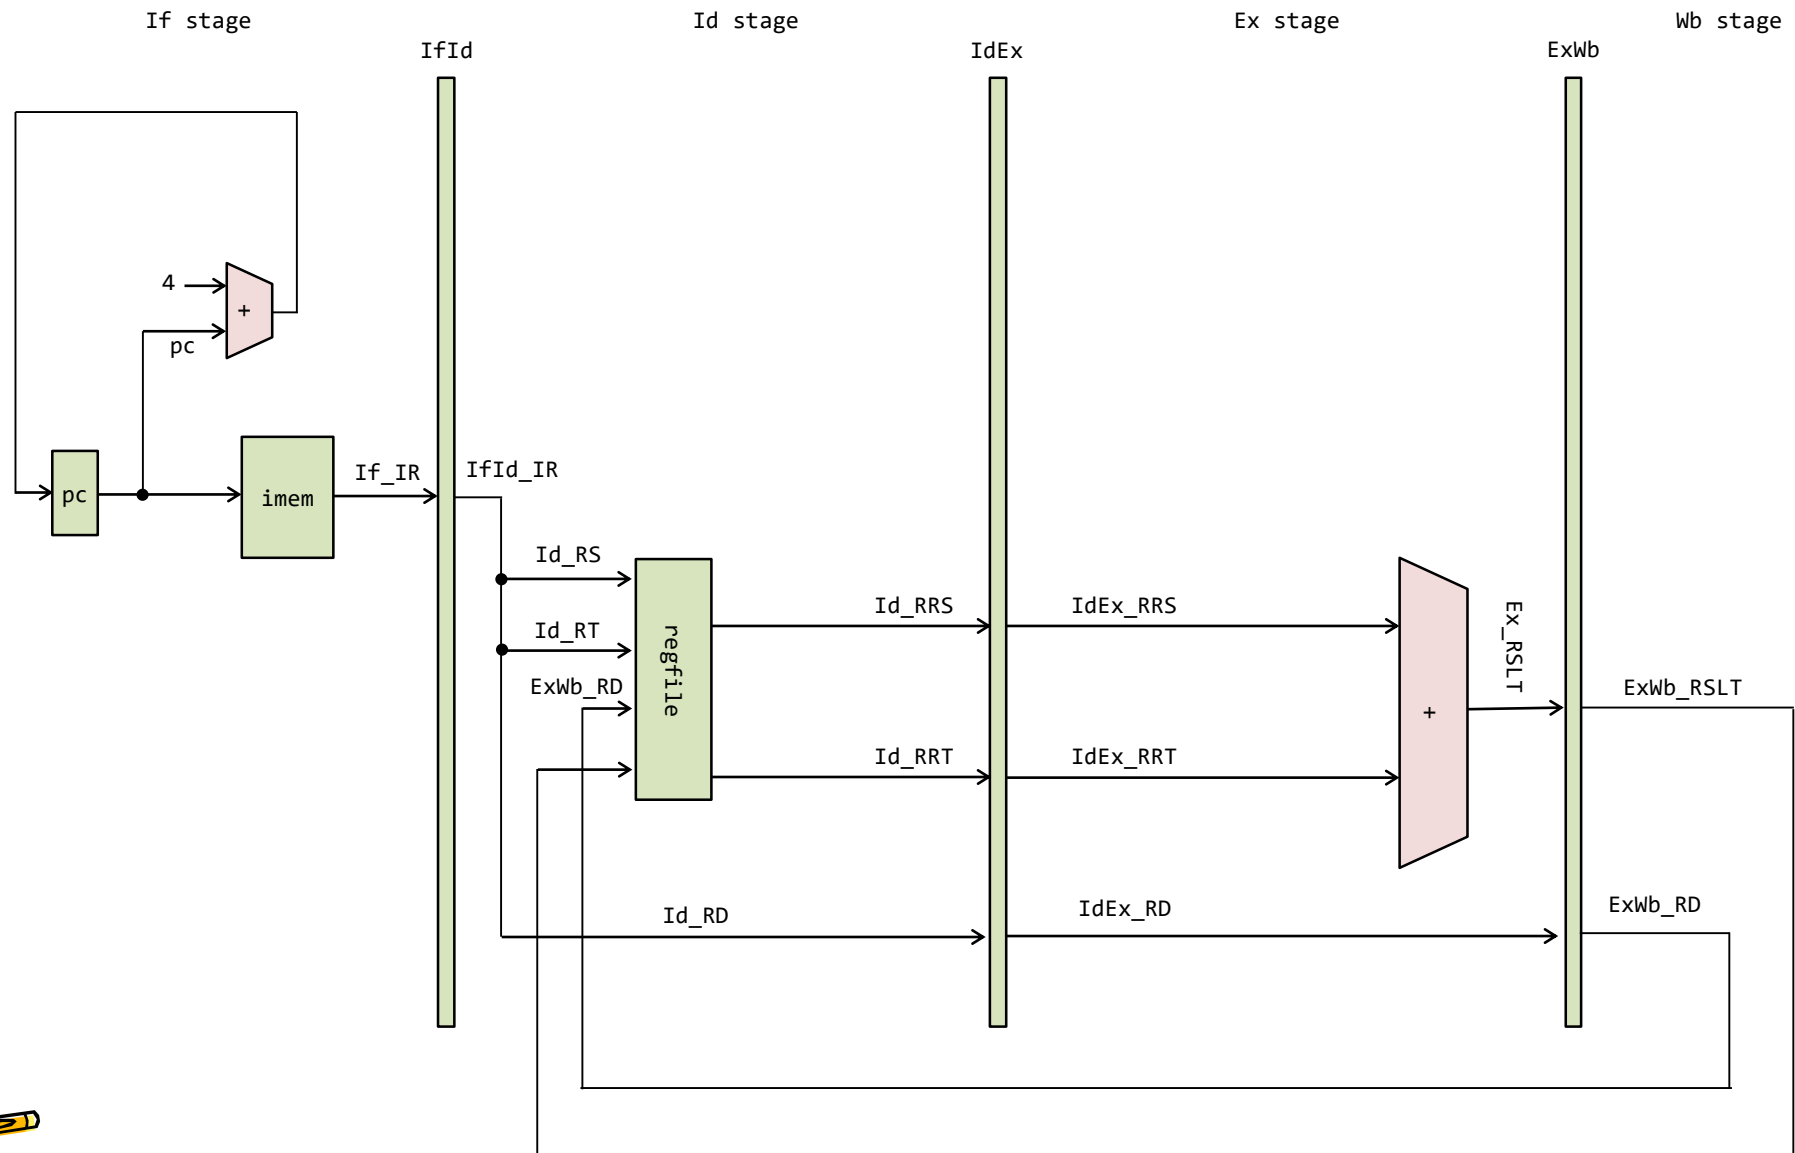 If stage
Id stage
Ex stage
Wb stage
IfId
IdEx
ExWb
4
+
pc
pc
imem
If_IR
IfId_IR
Id_RS
Id_RT
ExWb_RD
regfile
Id_RRS
Id_RRT
IdEx_RRS
IdEx_RRT
+
Ex_RSLT
ExWb_RSLT
Id_RD
IdEx_RD
ExWb_RD